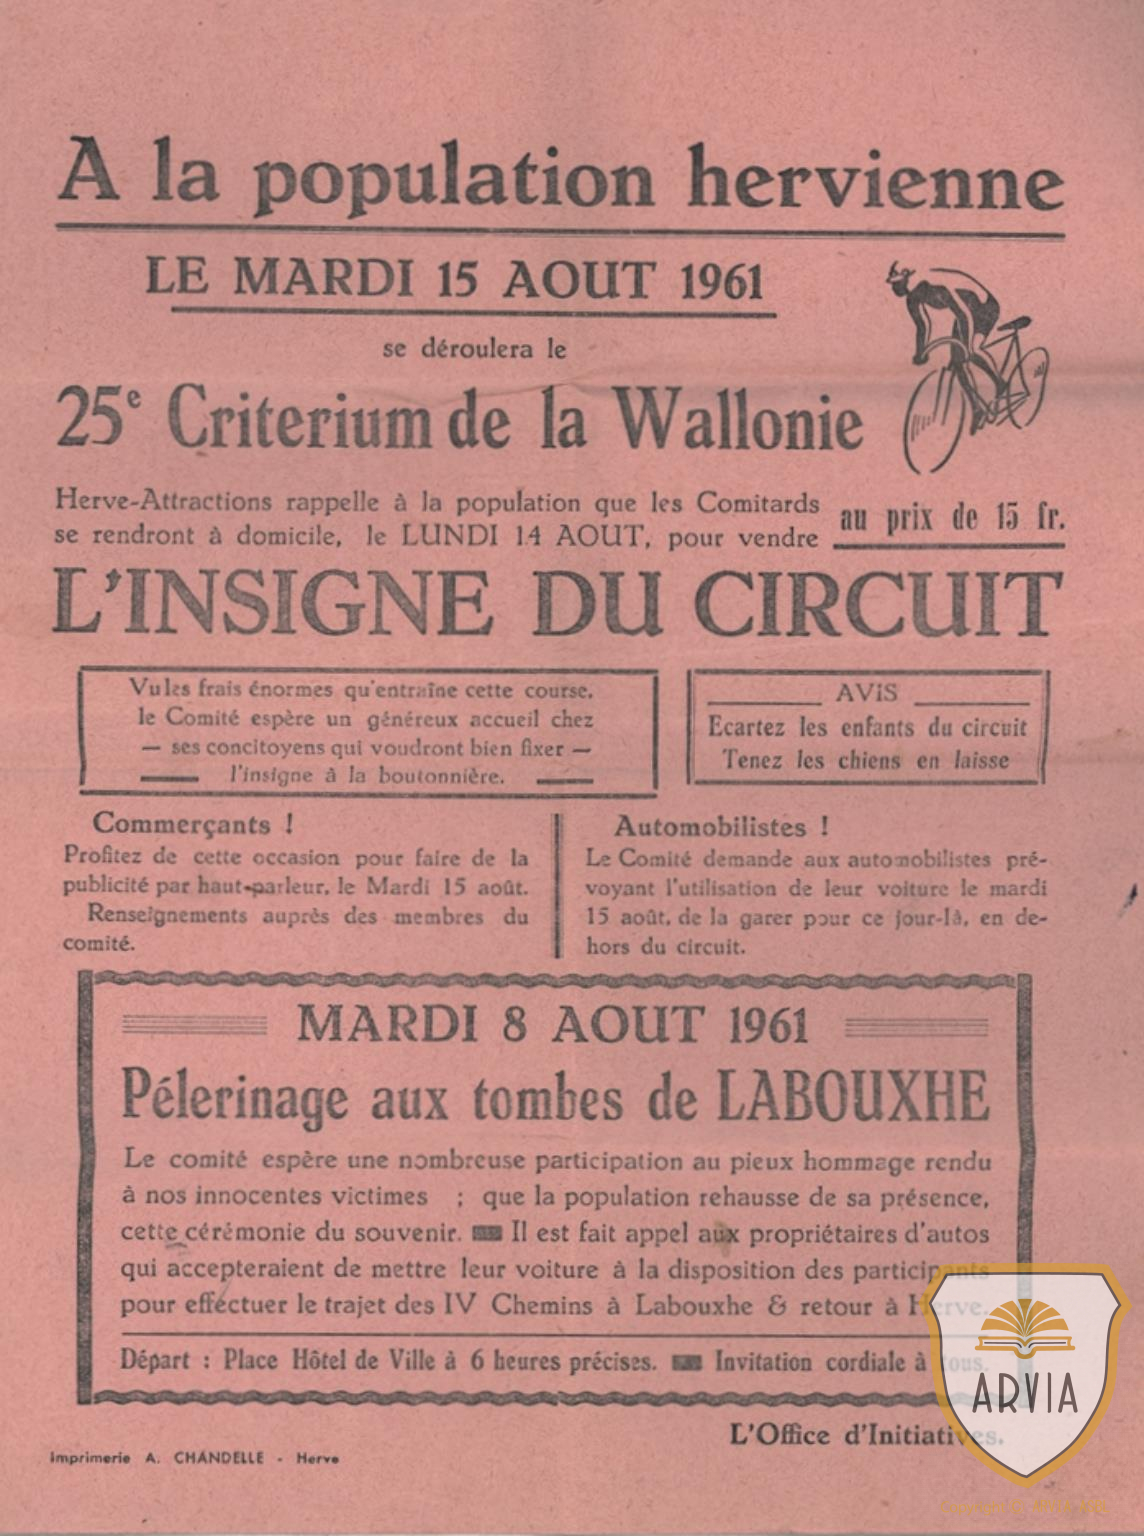 A la population hervienne
LE MARDI 15 AOUT 1961
se déroulera le
25e Criterium de la Wallonie
Herve-Attractions rappelle à la population que les Comitards
se rendront à domicile, le LUNDI 14 AOUT, pour vendre
au prix de 15 fr.
L'INSIGNE DU CIRCUIT
Vu les frais énormes qu'entraîne cette course,
le Comité espère un généreux accueil chez
— ses concitoyens qui voudront bien fixer —
l'insigne à la boutonnière.
AViS
Ecartez les enfants du circuit
Tenez les chiens en laisse
Commerçants !
Profitez de cette occasion pour faire de la
publicité par haut-parleur, le Mardi 15 août.
Renseignements auprès des membres du
comité.
Automobilistes !
Le Comité demande aux automobilistes pré-
voyant l'utilisation de leur voiture le mardi
15 août, de la garer pour ce jour-là, en de-
hors du circuit.
MARDI 8 AOUT 1961
Pélerinage aux tombes de LABOUXHE
Le comité espère une nombreuse participation au pieux hommage rendu
à nos innocentes victimes ; que la population rehausse de sa présence,
cette cérémonie du souvenir. Il est fait appel aux propriétaires d'autos
qui accepteraient de mettre leur voiture à la disposition des participants
pour effectuer le trajet des IV Chemins à Labouxhe & retour à Herve.
Départ : Place Hôtel de Ville à 6 heures précises. Invitation cordiale à tous.
L'Office d'Initiatives.
Imprimerie A. CHANDELLE - Herve
ARVIA